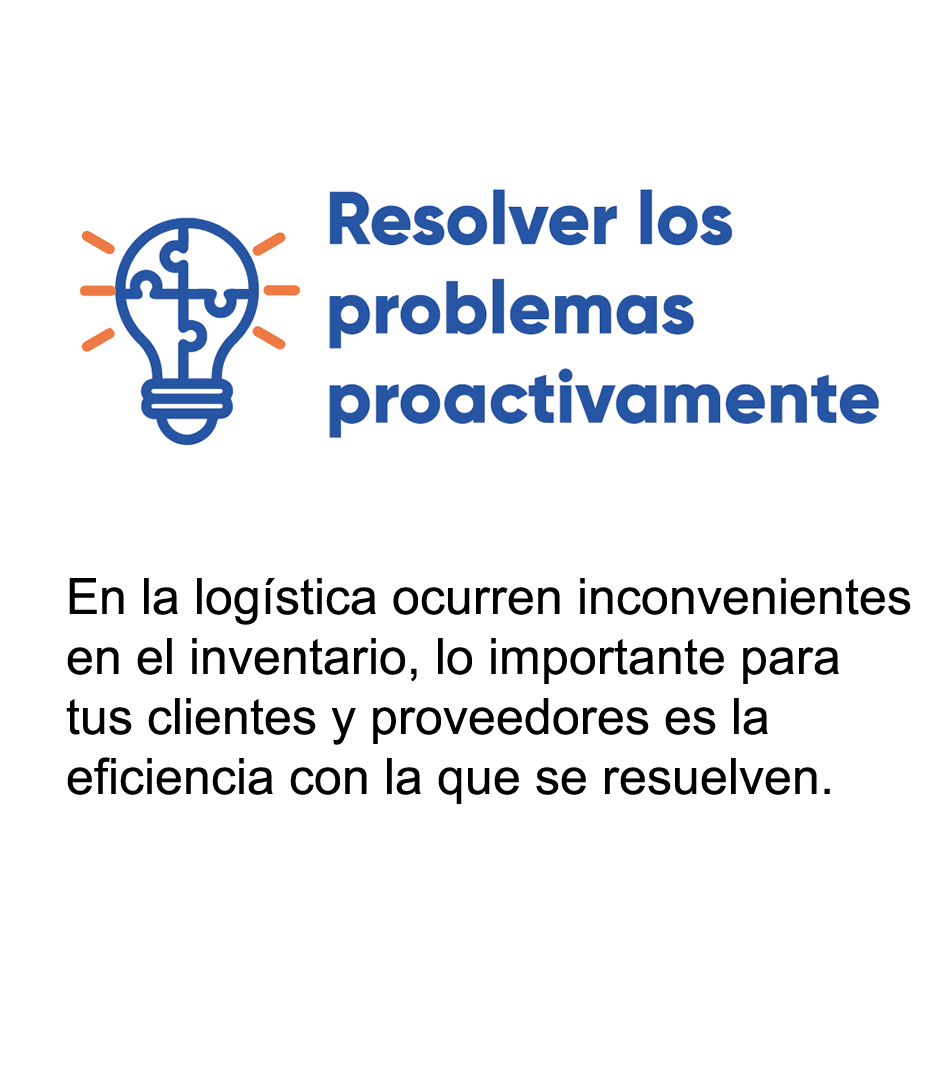 Resolver los
problemas
proactivamente
En la logística ocurren inconvenientes
en el inventario, lo importante para
tus clientes y proveedores es la
eficiencia con la que se resuelven.